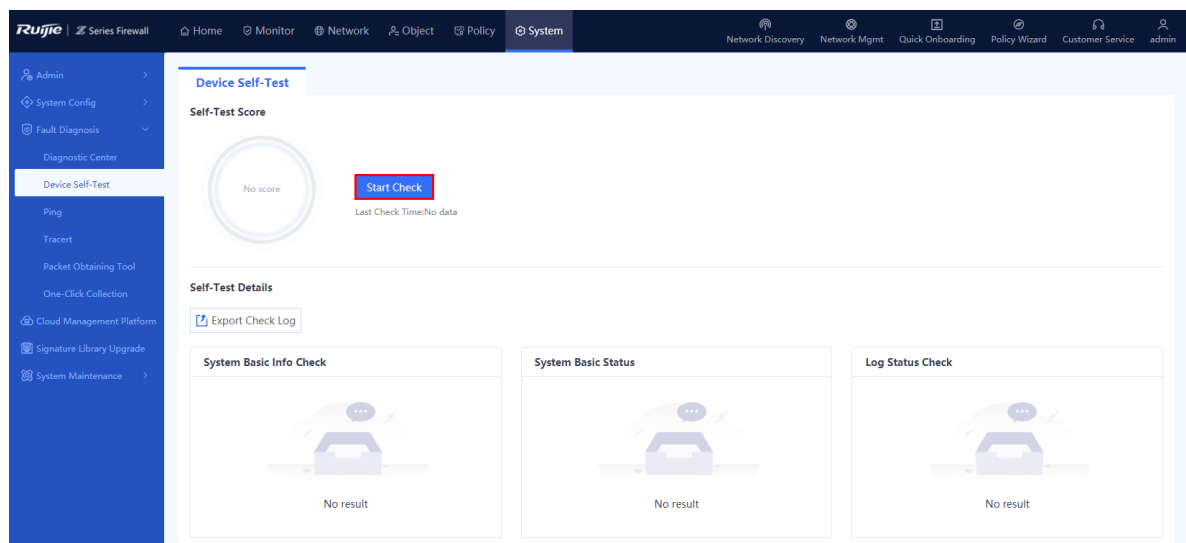 Ruijie | Z Series Firewall
Home
Monitor
Network
Object
Policy
System
Network Discovery
Network Mgmt
Quick Onboarding
Policy Wizard
Customer Service
admin
Admin
System Config
Fault Diagnosis
Diagnostic Center
Device Self-Test
Ping
Tracert
Packet Obtaining Tool
One-Click Collection
Cloud Management Platform
Signature Library Upgrade
System Maintenance
Device Self-Test
Self-Test Score
No score
Start Check
Last Check Time:No data
Self-Test Details
Export Check Log
System Basic Info Check
No result
System Basic Status
No result
Log Status Check
No result